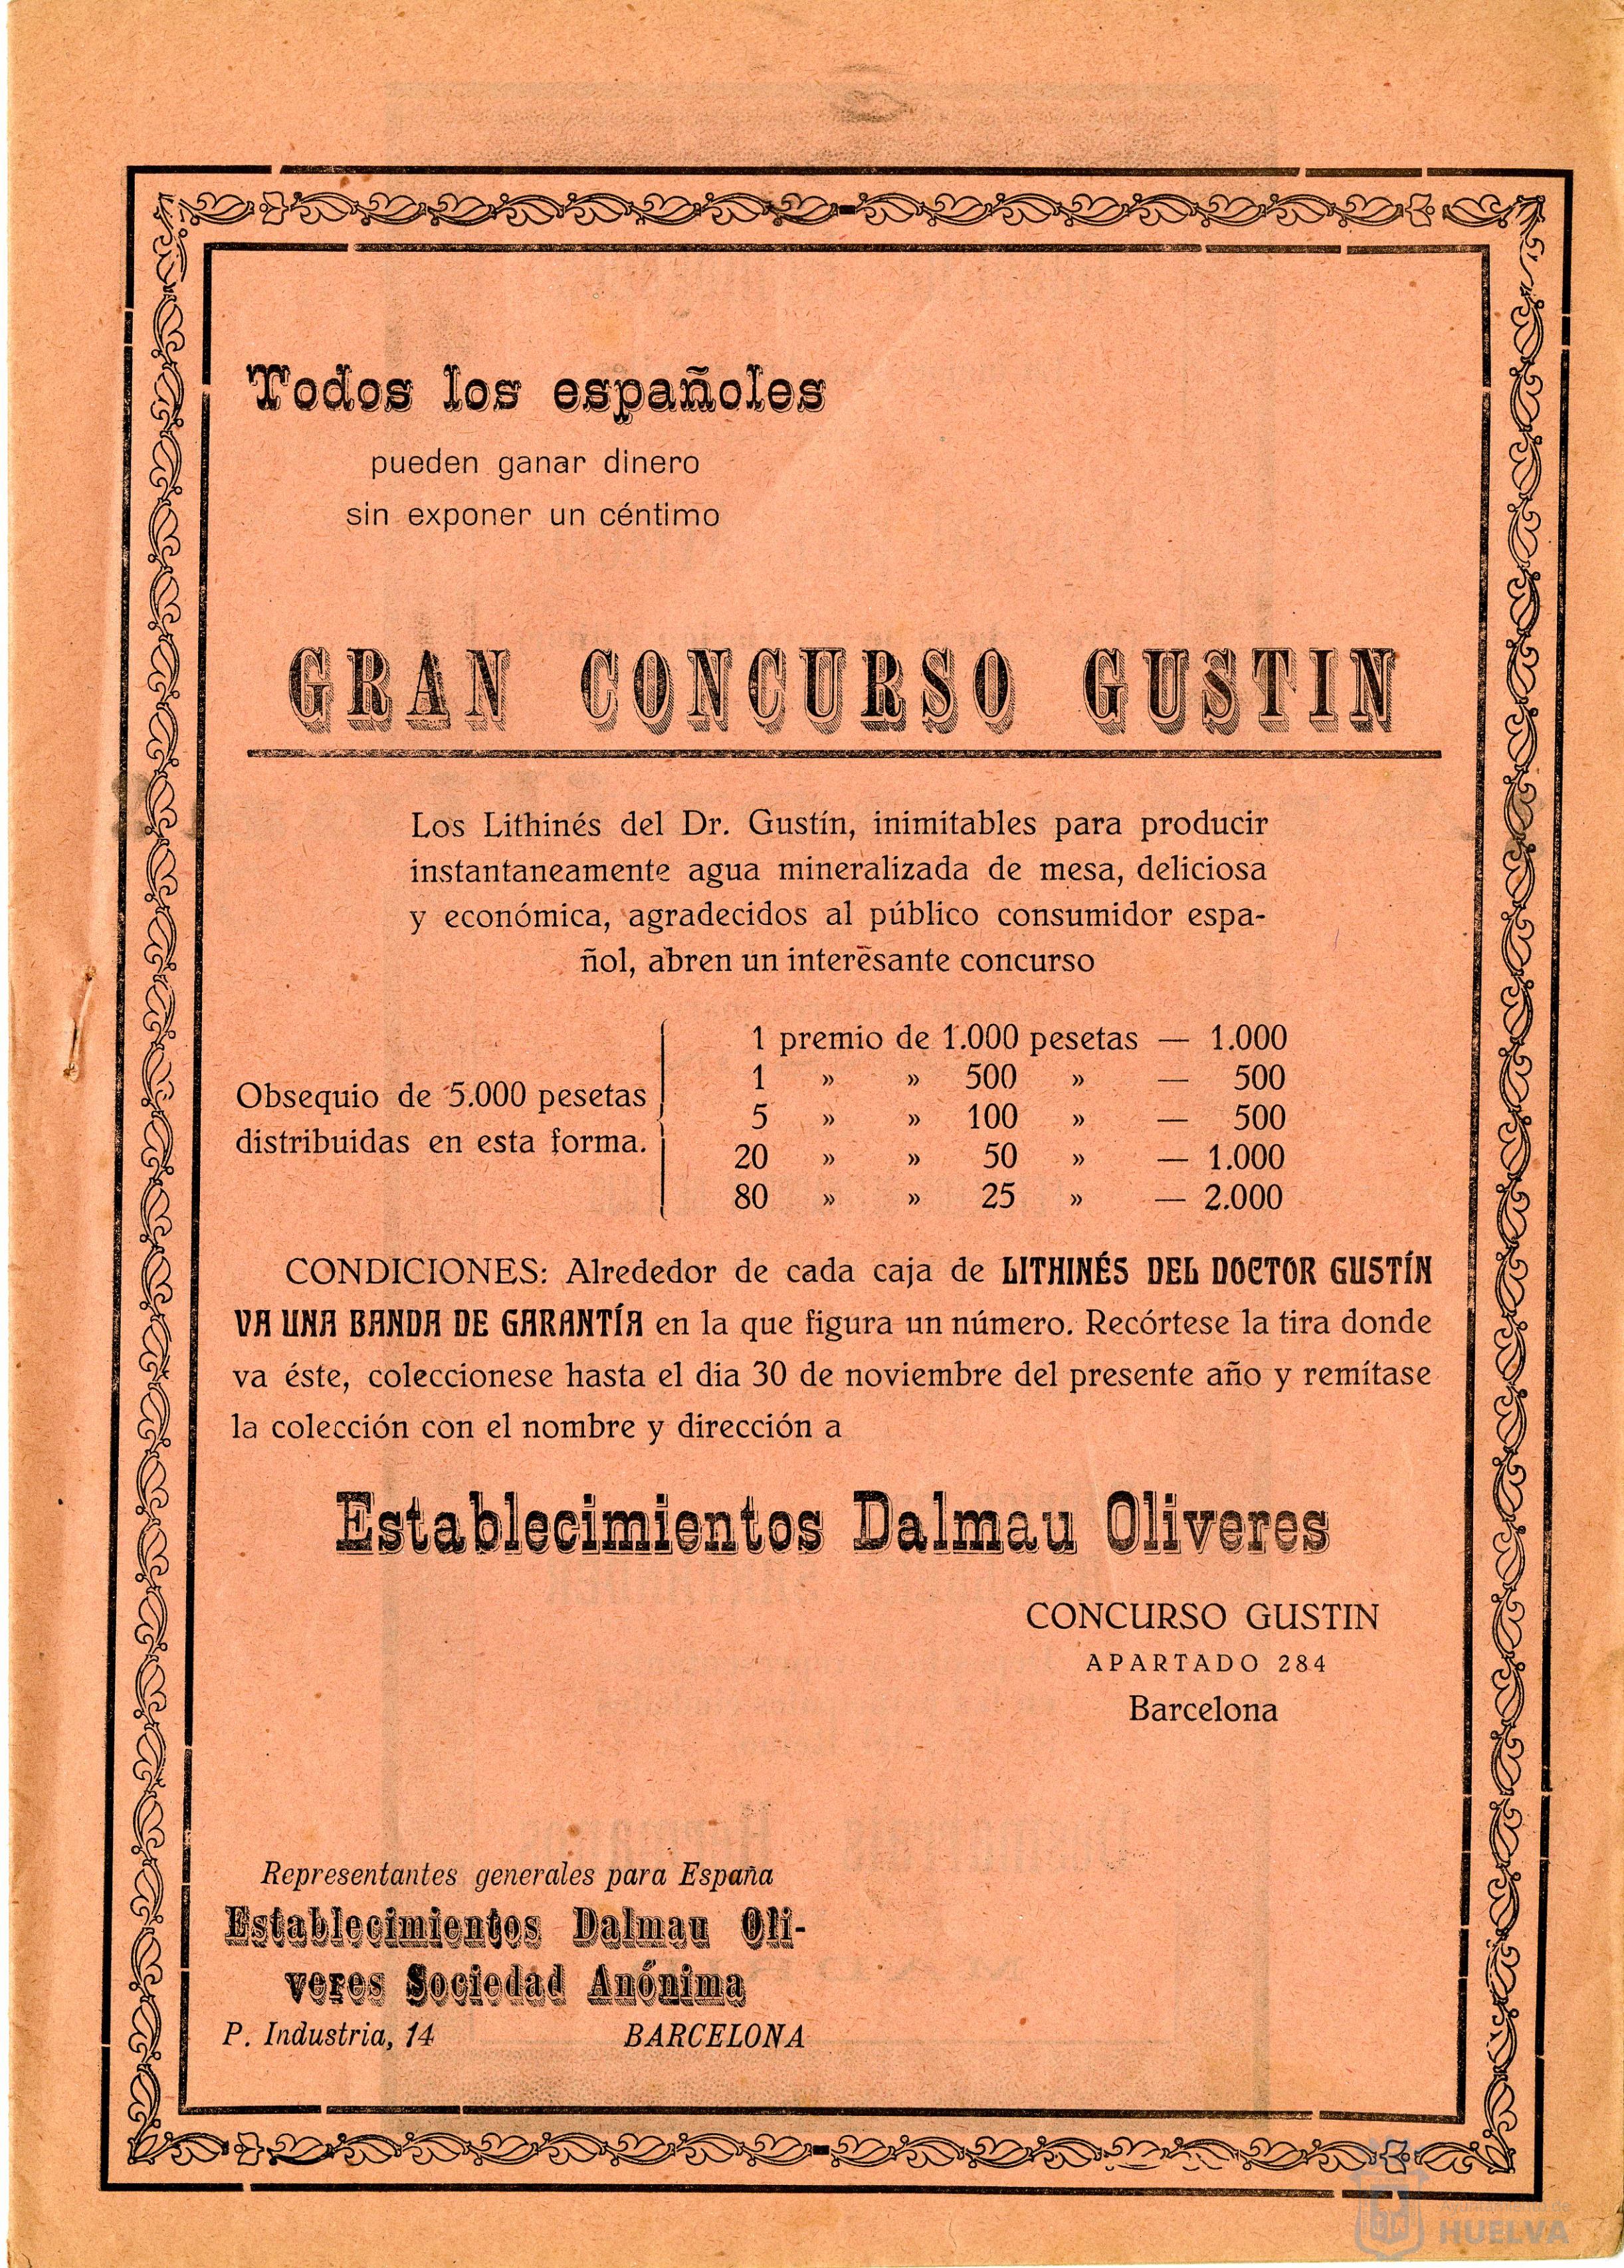 Todos los españoles
pueden ganar dinero
sin exponer un céntimo
GRAN CONCURSO GUSTIN
Los Lithinés del Dr. Gustín, inimitables para producir
instantaneamente agua mineralizada de mesa, deliciosa
y económica, agradecidos al público consumidor espa-
ñol, abren un interesante concurso
Obsequio de 5.000 pesetas
distribuidas en esta forma.
1 premio de 1.000 pesetas — 1.000
1 » » 500 » — 500
5 » » 100 » — 500
20 » » 50 » — 1.000
80 » » 25 » — 2.000
CONDICIONES: Alrededor de cada caja de LITHINÉS DEL DOCTOR GUSTÍN
VA UNA BANDA DE GARANTÍA en la que figura un número. Recórtese la tira donde
va éste, coleccionese hasta el dia 30 de noviembre del presente año y remítase
la colección con el nombre y dirección a
Establecimientos Dalmau Oliveres
CONCURSO GUSTIN
APARTADO 284
Barcelona
Representantes generales para España
Establecimientos Dalmau Oli-
veres Sociedad Anónima
P. Industria, 14 BARCELONA
HUELVA